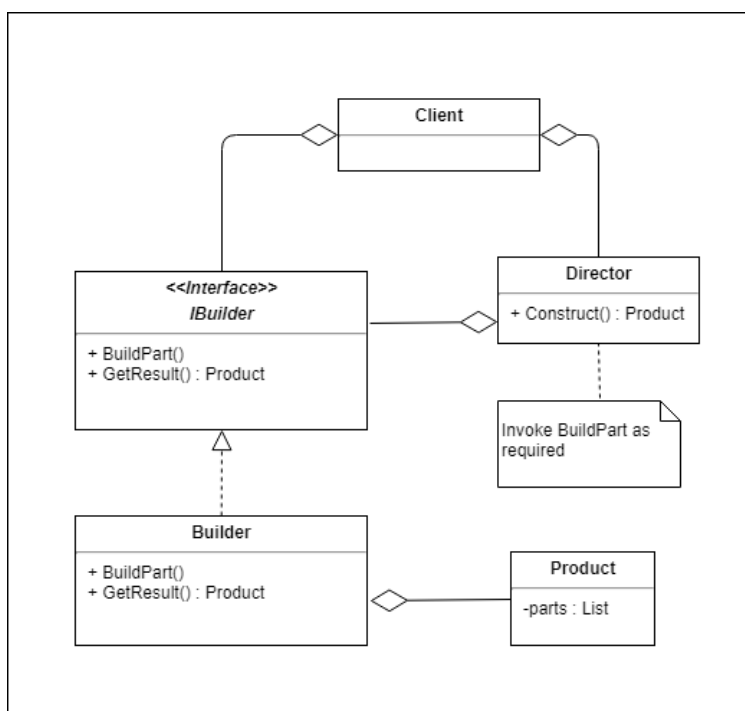 Client
<<Interface>>
IBuilder
+ BuildPart()
+ GetResult() : Product
Director
+ Construct() : Product
Invoke BuildPart as
required
Builder
+ BuildPart()
+ GetResult() : Product
Product
-parts : List